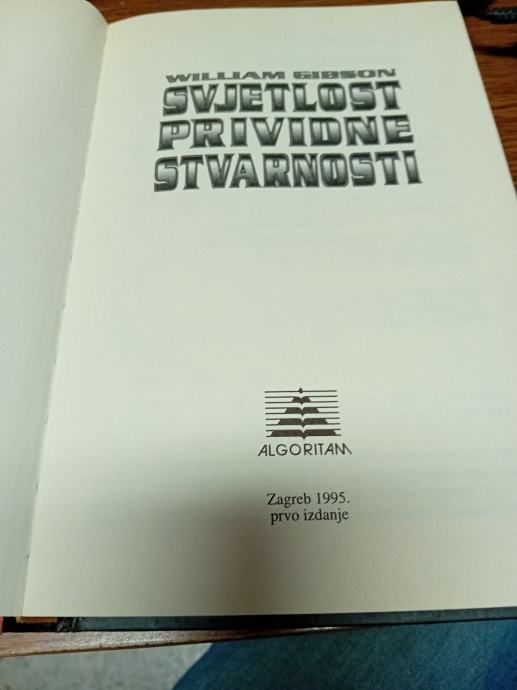 WILLIAM GIBSON
SVJETLOST
PRIVIDNE
STVARNOSTI
ALGORITAM
Zagreb 1995.
prvo izdanje